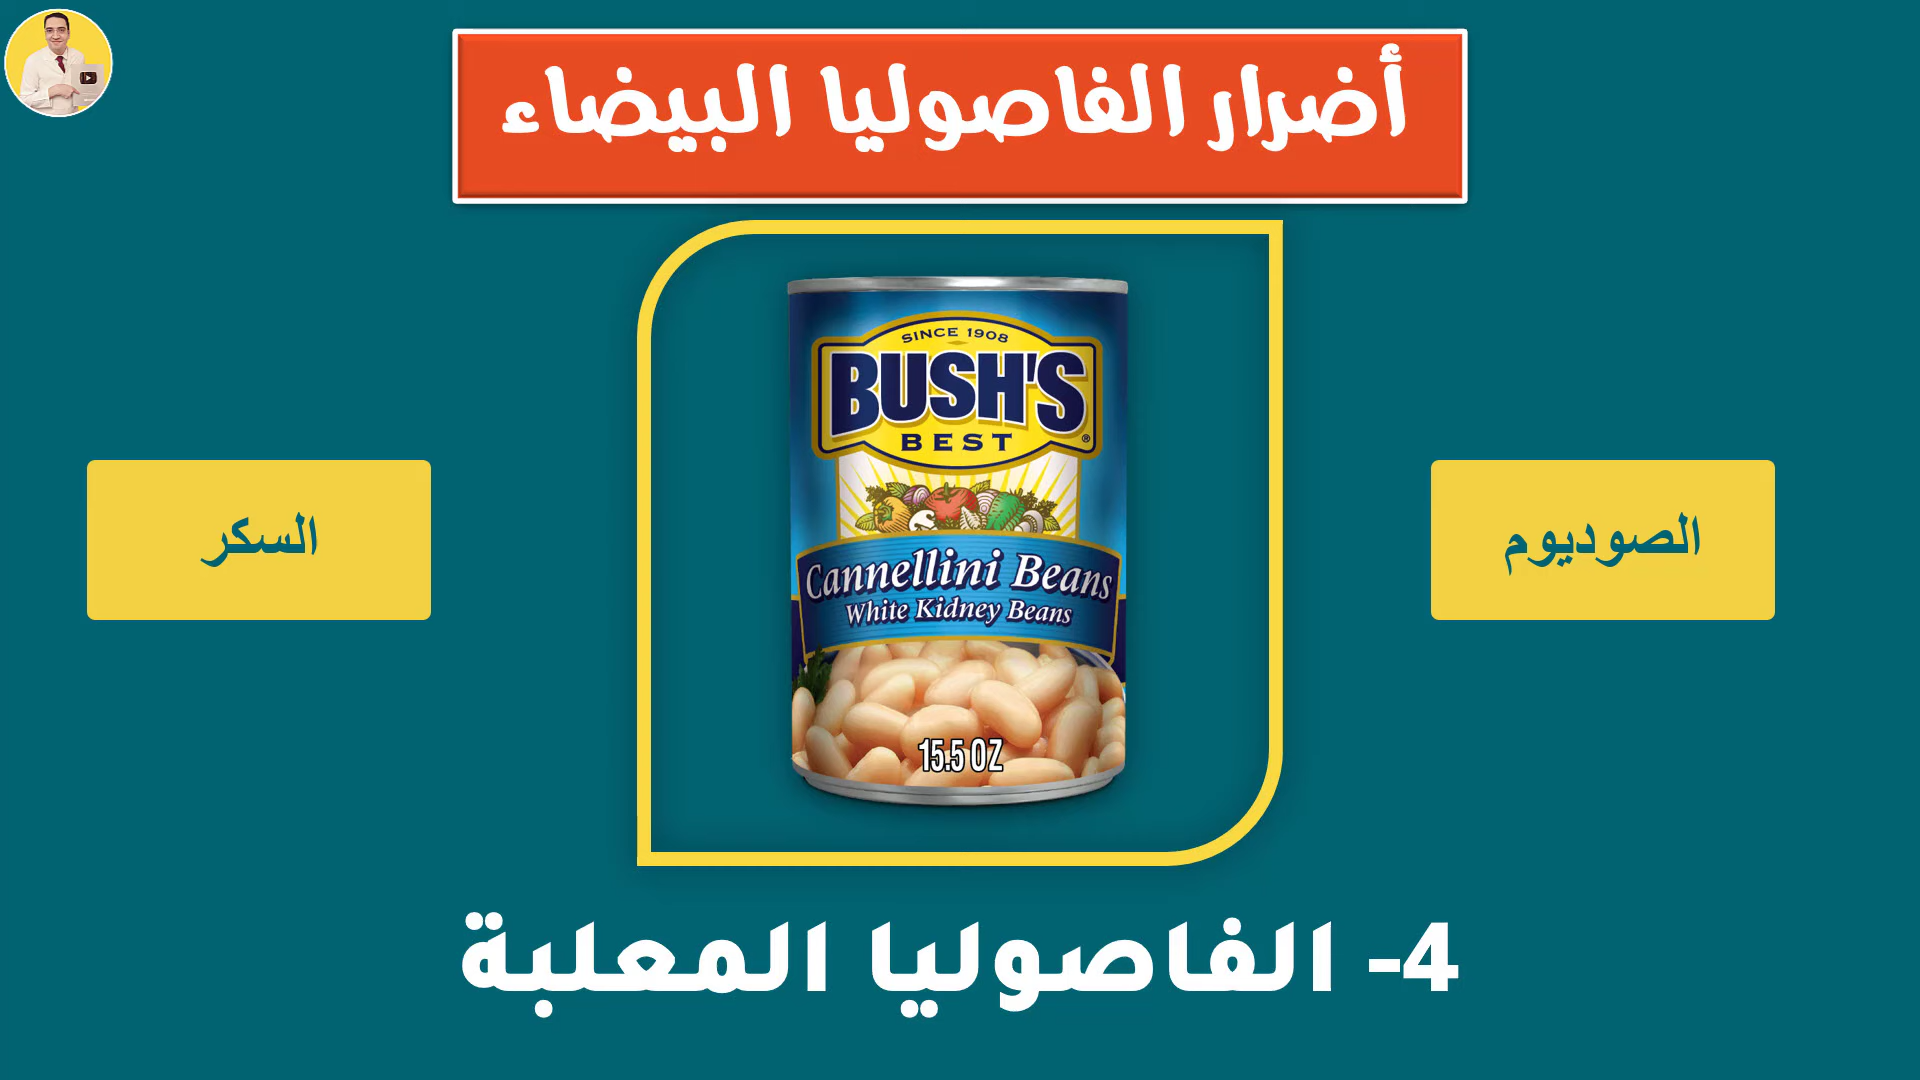 أضرار الفاصوليا البيضاء
SINCE 1908
BUSH'S
BEST
Cannellini Beans
White Kidney Beans
15.5 OZ
الصوديوم
السكر
4- الفاصوليا المعلبة